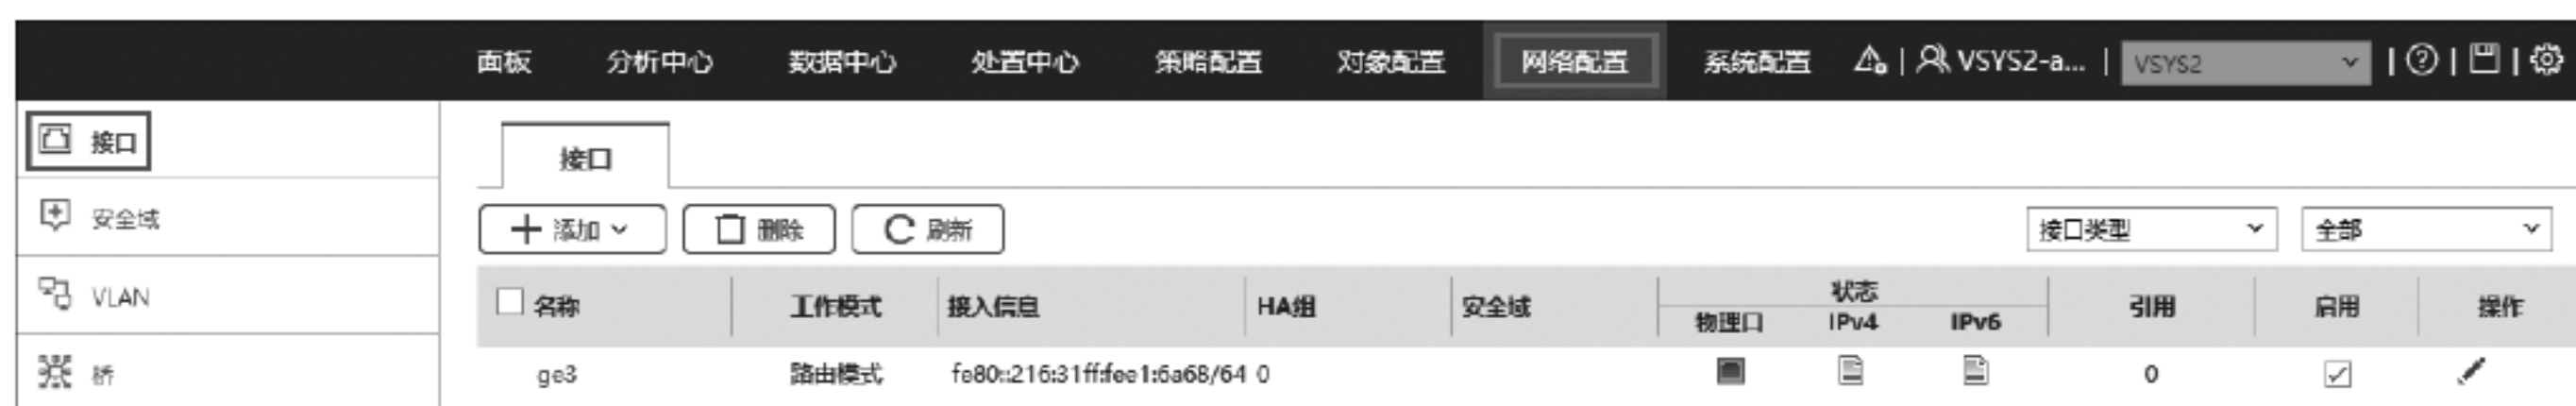 面板 分析中心 数据中心 处置中心 策略配置 对象配置 网络配置 系统配置 VSYS2-a... VSYS2
接口
安全域
VLAN
桥
接口
添加 删除 刷新 接口类型 全部
名称 工作模式 接入信息 HA组 安全域 状态 引用 启用 操作
物理口 IPv4 IPv6
ge3 路由模式 fe80::216:31ff:fee1:6a68/64 0 0